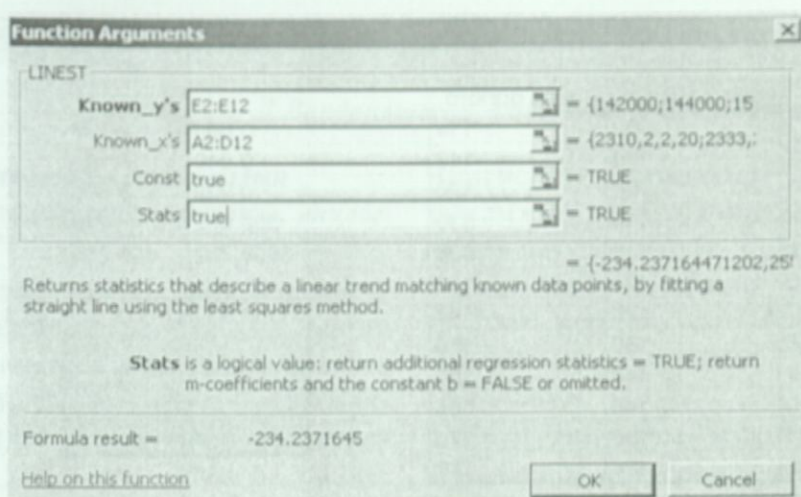 Function Arguments
LINEST
Known_y's E2:E12 = {142000;144000;15
Known_x's A2:D12 = {2310,2,2,20;2333,
Const true = TRUE
Stats true = TRUE
= {-234.237164471202,25
Returns statistics that describe a linear trend matching known data points, by fitting a
straight line using the least squares method.
Stats is a logical value: return additional regression statistics = TRUE; return
m-coefficients and the constant b = FALSE or omitted.
Formula result = -234.2371645
Help on this function
OK Cancel